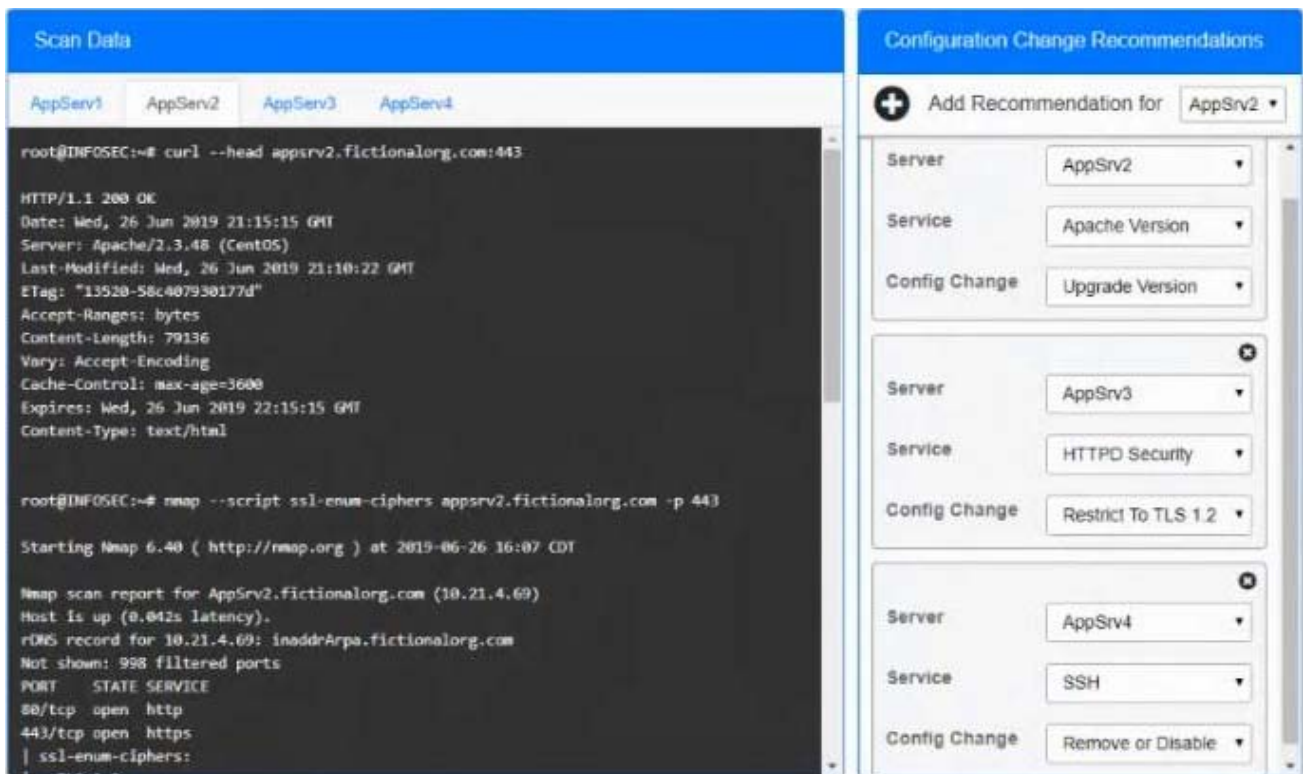 Scan Data
AppServ1 AppServ2 AppServ3 AppServ4
root@INFOSEC:~# curl --head appsrv2.fictionalorg.com:443
HTTP/1.1 200 OK
Date: Wed, 26 Jun 2019 21:15:15 GMT
Server: Apache/2.3.48 (CentOS)
Last-Modified: Wed, 26 Jun 2019 21:10:22 GMT
ETag: "13520-58c407930177d"
Accept-Ranges: bytes
Content-Length: 79136
Vary: Accept-Encoding
Cache-Control: max-age=3600
Expires: Wed, 26 Jun 2019 22:15:15 GMT
Content-Type: text/html
root@INFOSEC:~# nmap --script ssl-enum-ciphers appsrv2.fictionalorg.com -p 443
Starting Nmap 6.40 ( http://nmap.org ) at 2019-06-26 16:07 CDT
Nmap scan report for AppSrv2.fictionalorg.com (10.21.4.69)
Host is up (0.042s latency).
rDNS record for 10.21.4.69: inaddrArpa.fictionalorg.com
Not shown: 998 filtered ports
PORT STATE SERVICE
80/tcp open http
443/tcp open https
| ssl-enum-ciphers:
Configuration Change Recommendations
Add Recommendation for AppSrv2
Server AppSrv2
Service Apache Version
Config Change Upgrade Version
Server AppSrv3
Service HTTPD Security
Config Change Restrict To TLS 1.2
Server AppSrv4
Service SSH
Config Change Remove or Disable